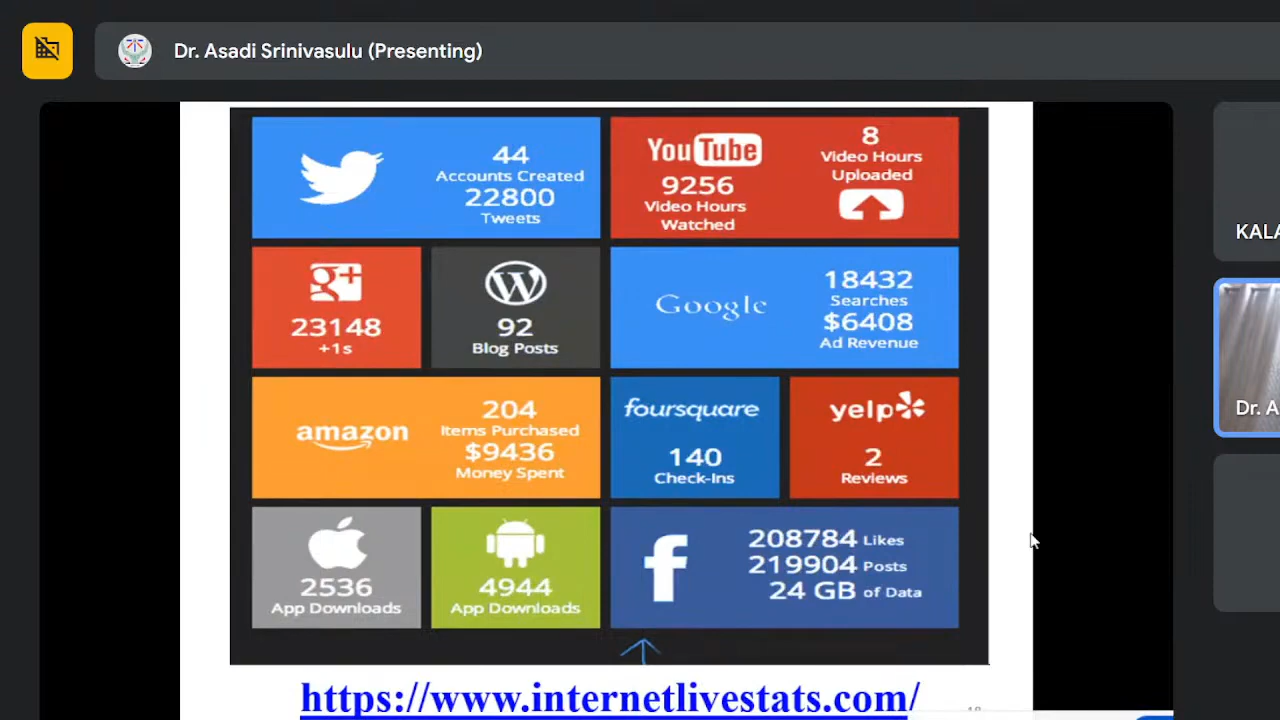 Dr. Asadi Srinivasulu (Presenting)
44
Accounts Created
22800
Tweets
YouTube
9256
Video Hours
Watched
8
Video Hours
Uploaded
g+
23148
+1s
W
92
Blog Posts
Google
18432
Searches
$6408
Ad Revenue
amazon
204
Items Purchased
$9436
Money Spent
foursquare
140
Check-Ins
yelp
2
Reviews
2536
App Downloads
4944
App Downloads
f
208784 Likes
219904 Posts
24 GB of Data
https://www.internetlivestats.com/
KALA
Dr. A